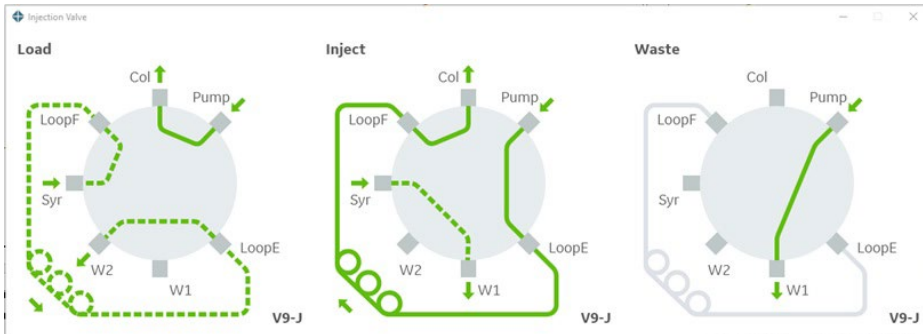 Injection Valve
Load
Col
Pump
LoopF
Syr
LoopE
W2
W1
V9-J
Inject
Col
Pump
LoopF
Syr
LoopE
W2
W1
V9-J
Waste
Col
Pump
LoopF
Syr
LoopE
W2
W1
V9-J